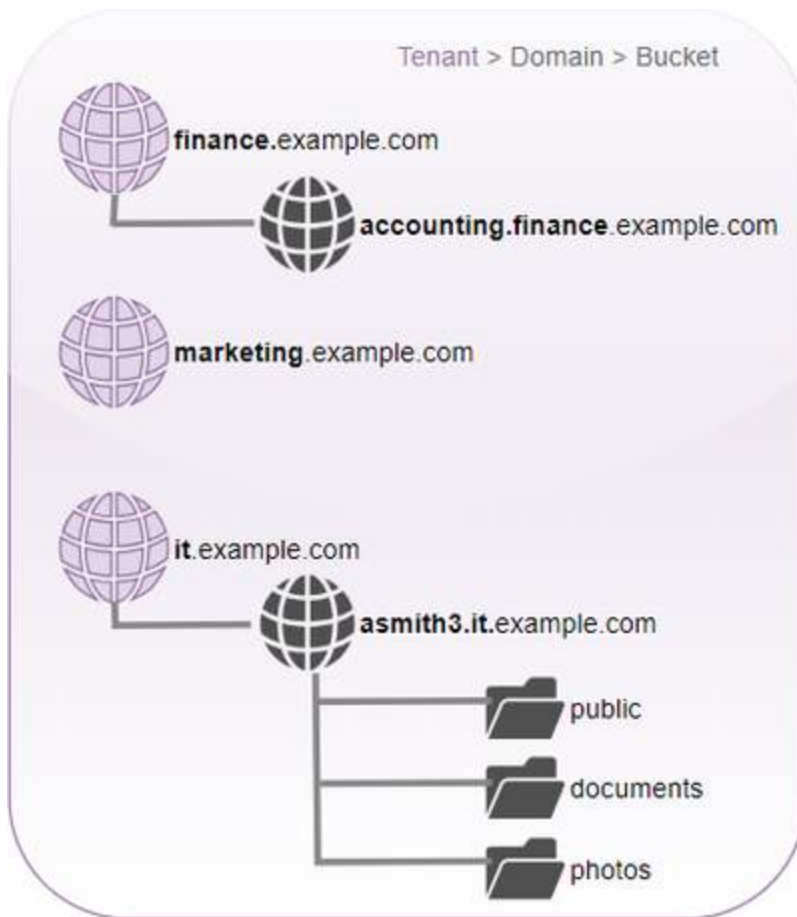 Tenant > Domain > Bucket
finance.example.com
accounting.finance.example.com
marketing.example.com
it.example.com
asmith3.it.example.com
public
documents
photos